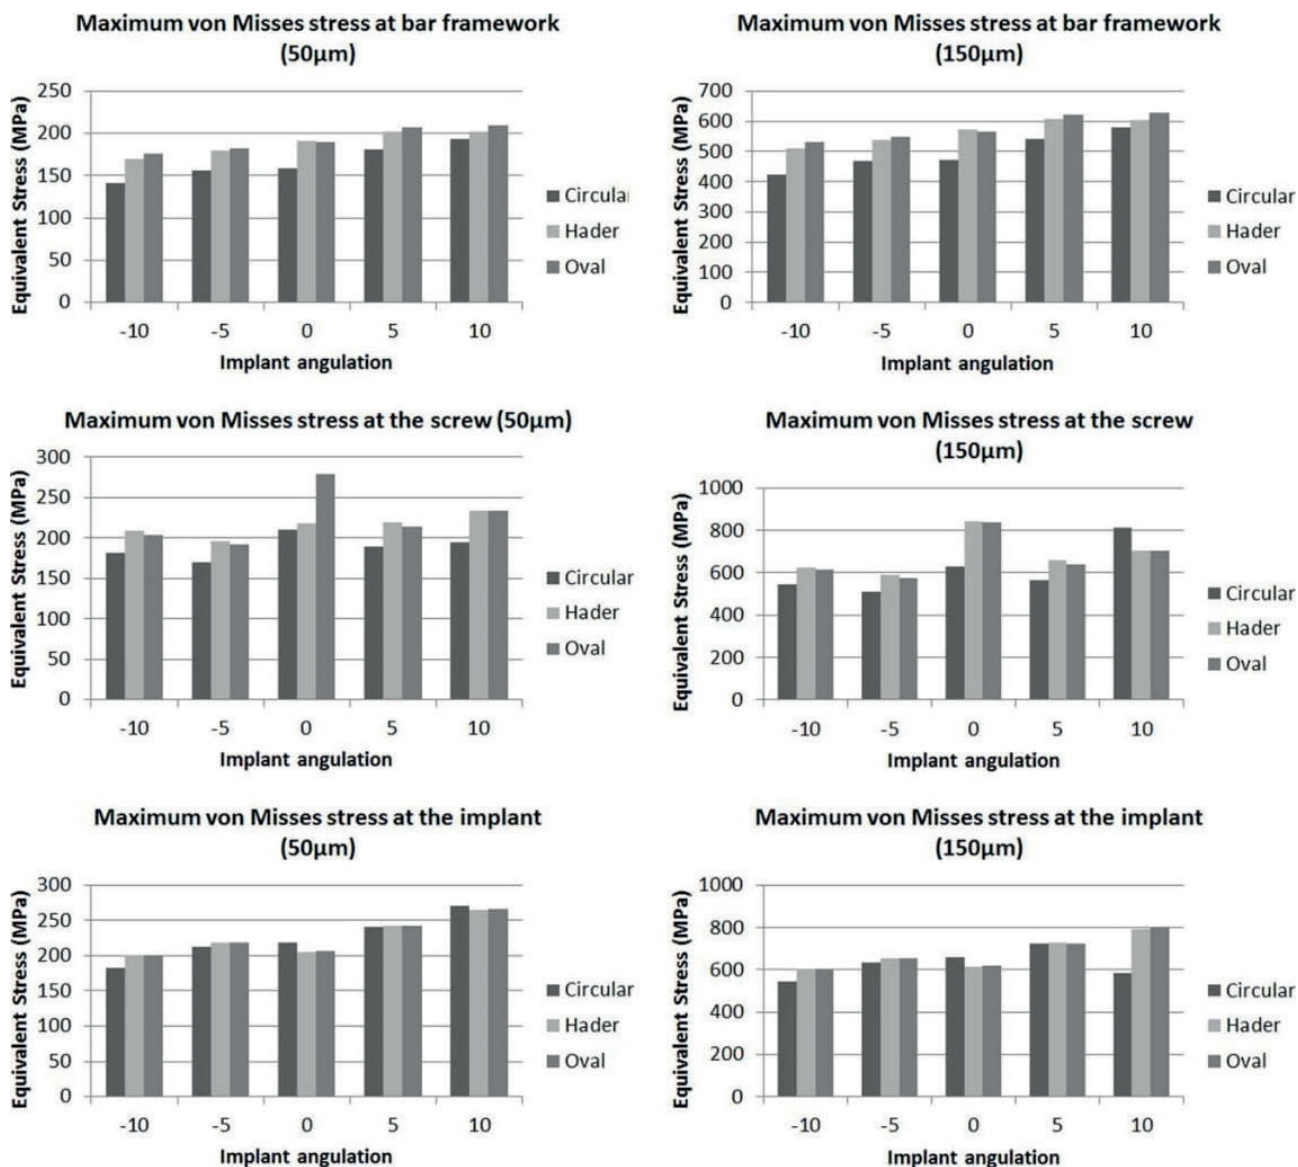 Maximum von Misses stress at bar framework
(50µm)
Equivalent Stress (MPa)
250
200
150
100
50
0
-10 -5 0 5 10
Implant angulation
Circular
Hader
Oval
Maximum von Misses stress at bar framework
(150µm)
Equivalent Stress (MPa)
700
600
500
400
300
200
100
0
-10 -5 0 5 10
Implant angulation
Circular
Hader
Oval
Maximum von Misses stress at the screw (50µm)
Equivalent Stress (MPa)
300
250
200
150
100
50
0
-10 -5 0 5 10
Implant angulation
Circular
Hader
Oval
Maximum von Misses stress at the screw
(150µm)
Equivalent Stress (MPa)
1000
800
600
400
200
0
-10 -5 0 5 10
Implant angulation
Circular
Hader
Oval
Maximum von Misses stress at the implant
(50µm)
Equivalent Stress (MPa)
300
250
200
150
100
50
0
-10 -5 0 5 10
Implant angulation
Circular
Hader
Oval
Maximum von Misses stress at the implant
(150µm)
Equivalent Stress (MPa)
1000
800
600
400
200
0
-10 -5 0 5 10
Implant angulation
Circular
Hader
Oval